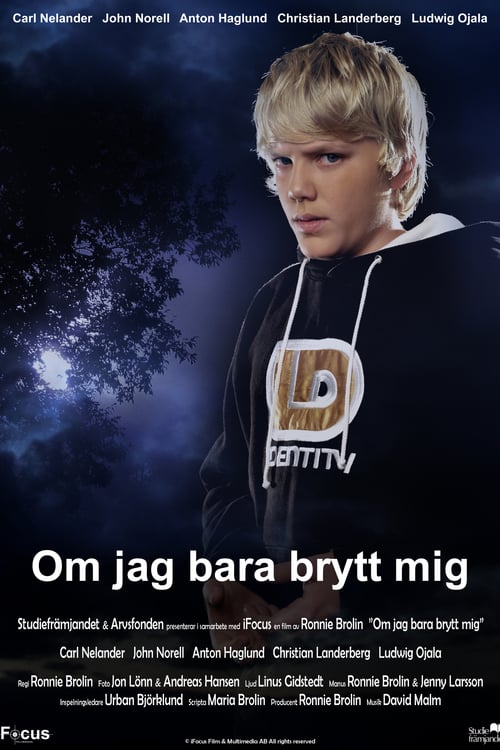 Carl Nelander John Norell Anton Haglund Christian Landerberg Ludwig Ojala
D
DENTITY
Om jag bara brytt mig
Studiefrämjandet & Arvsfonden presenterar i samarbete med iFocus en film av Ronnie Brolin "Om jag bara brytt mig"
Carl Nelander John Norell Anton Haglund Christian Landerberg Ludwig Ojala
Regi Ronnie Brolin Foto Jon Lönn & Andreas Hansen Ljud Linus Gidstedt Manus Ronnie Brolin & Jenny Larsson
Inspelningledare Urban Björklund Scripta Maria Brolin Producent Ronnie Brolin Musik David Malm
iFocus
© iFocus Film & Multimedia AB All rights reserved
Studie
främjande